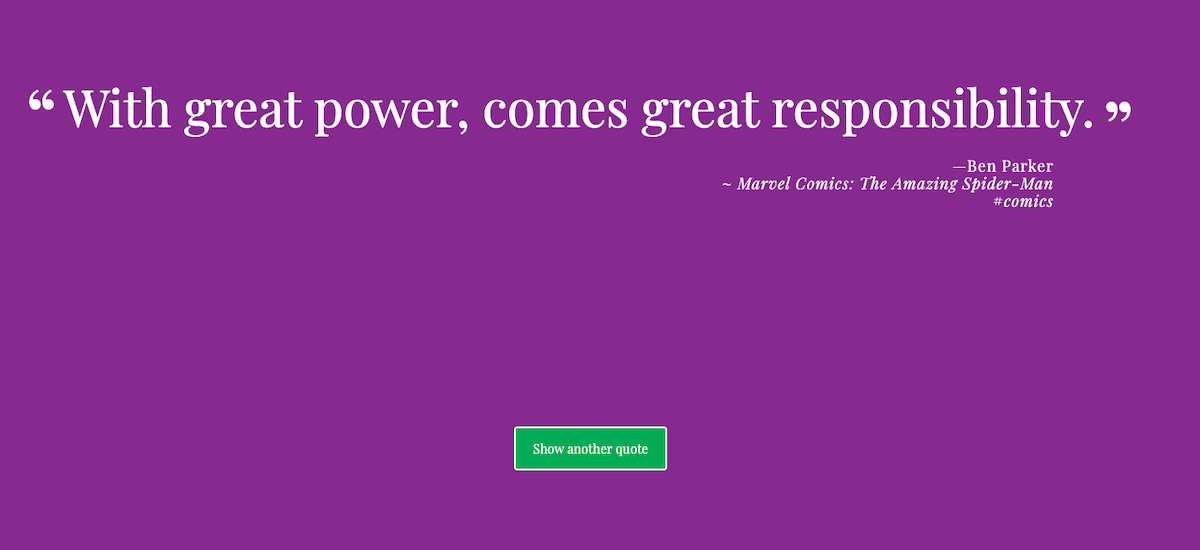 “ With great power, comes great responsibility. ”
—Ben Parker
~ Marvel Comics: The Amazing Spider-Man
#comics
Show another quote